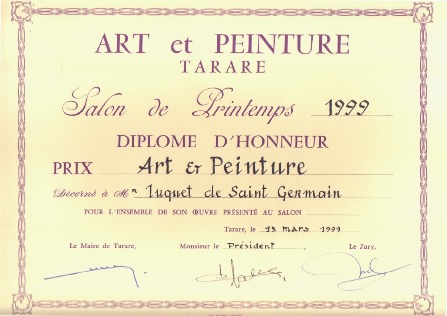 ART et PEINTURE
TARARE
Salon de Printemps 1999
DIPLOME D'HONNEUR
PRIX Art & Peinture
Décerné à Mr Iuquet de Saint Germain
POUR L'ENSEMBLE DE SON ŒUVRE PRÉSENTÉ AU SALON
Tarare, le 13 mars 1999
Le Maire de Tarare, Monsieur le Président Le Jury,